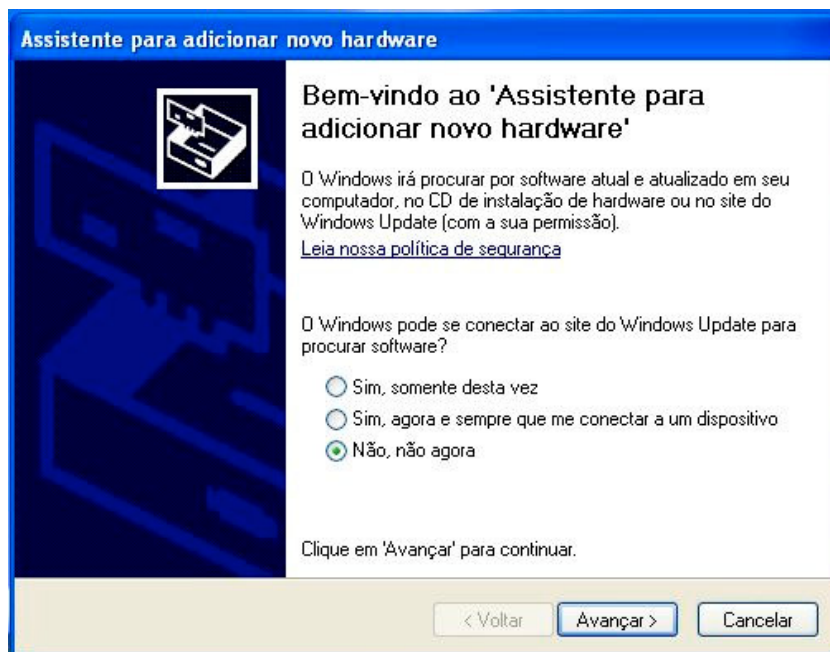 Assistente para adicionar novo hardware
Bem-vindo ao 'Assistente para
adicionar novo hardware'
O Windows irá procurar por software atual e atualizado em seu
computador, no CD de instalação de hardware ou no site do
Windows Update (com a sua permissão).
Leia nossa política de segurança
O Windows pode se conectar ao site do Windows Update para
procurar software?
Sim, somente desta vez
Sim, agora e sempre que me conectar a um dispositivo
Não, não agora
Clique em 'Avançar' para continuar.
< Voltar
Avançar >
Cancelar